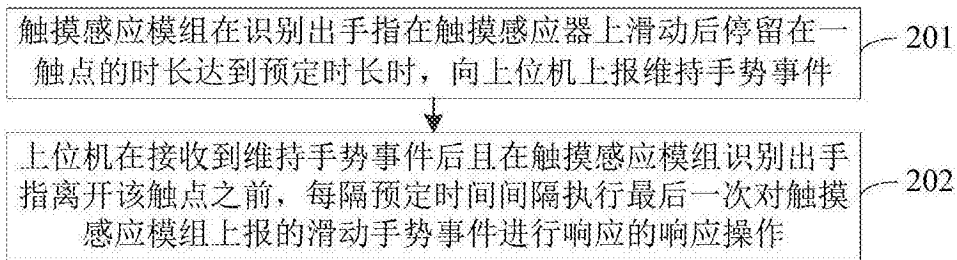 触摸感应模组在识别出手指在触摸感应器上滑动后停留在一
触点的时长达到预定时长时，向上位机上报维持手势事件
201
上位机在接收到维持手势事件后且在触摸感应模组识别出手
指离开该触点之前，每隔预定时间间隔执行最后一次对触摸
感应模组上报的滑动手势事件进行响应的响应操作
202